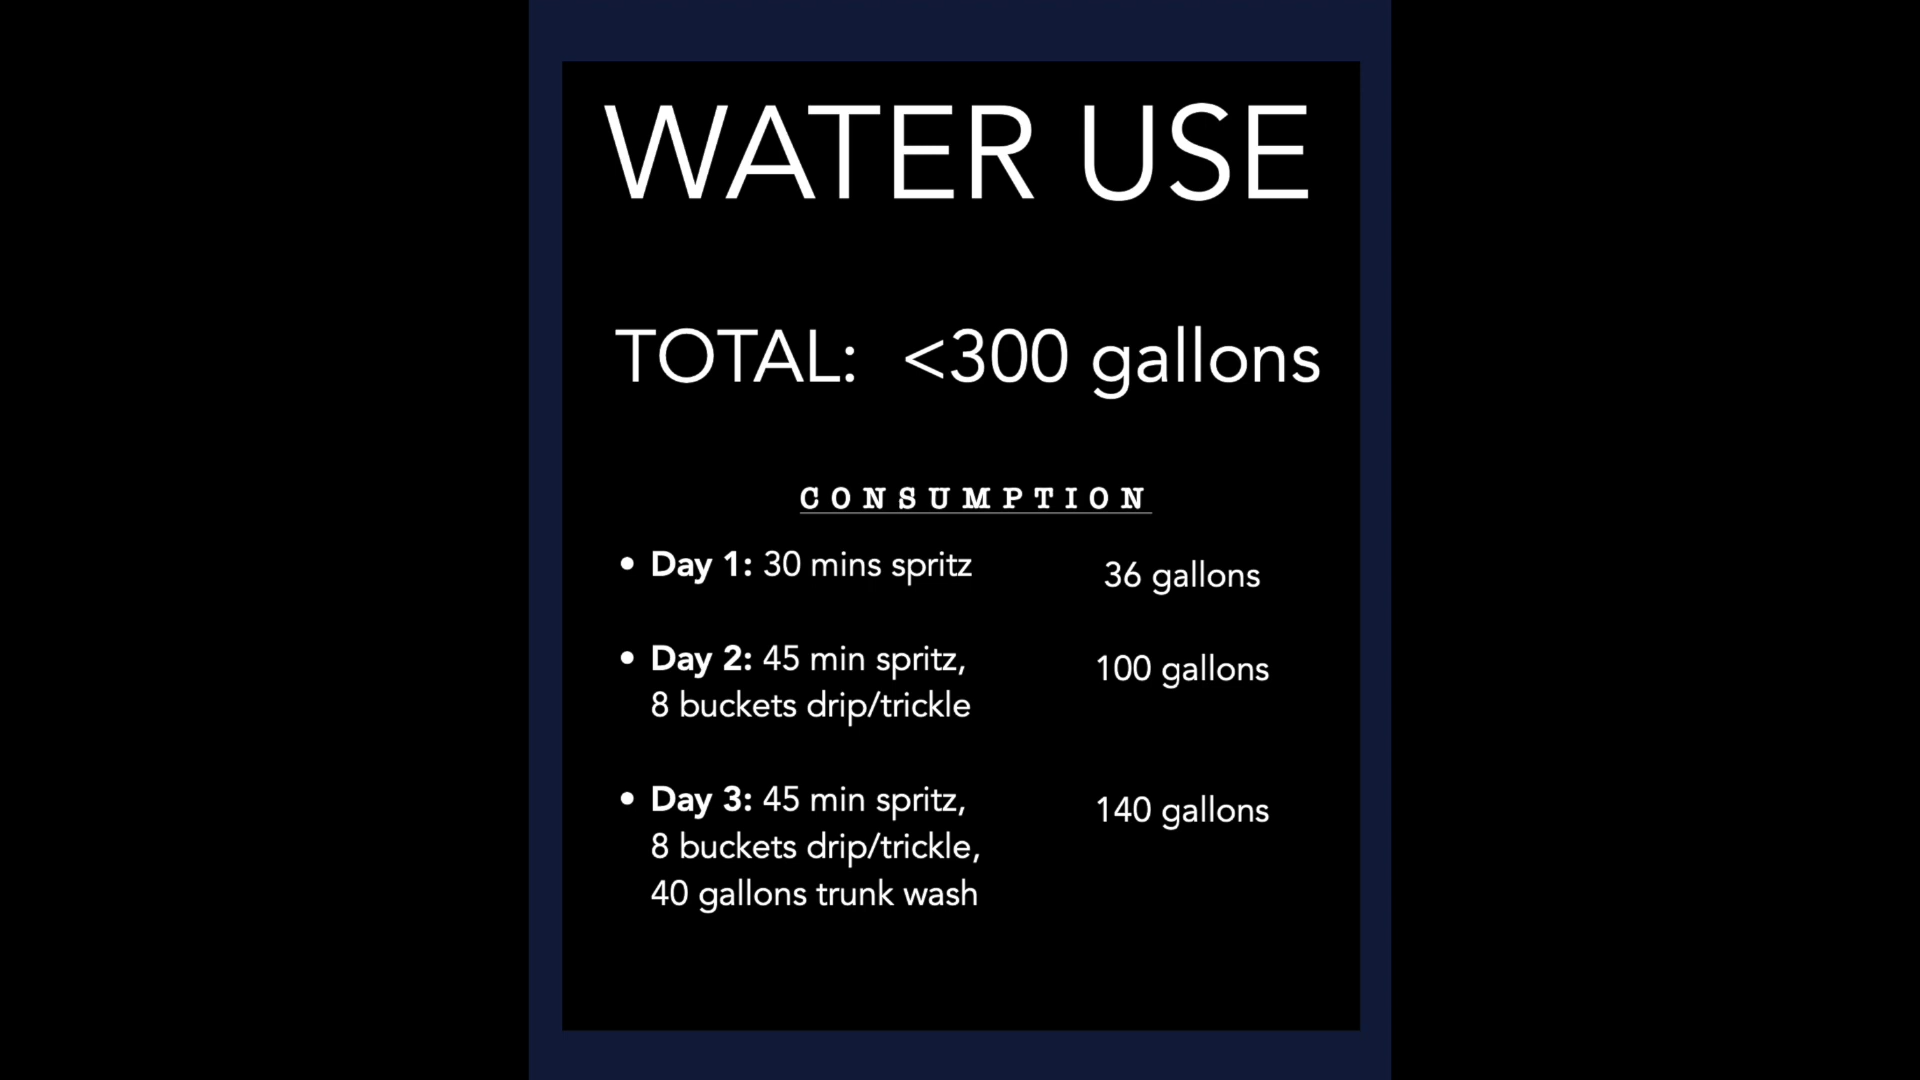 WATER USE
TOTAL: <300 gallons
CONSUMPTION
• Day 1: 30 mins spritz 36 gallons
• Day 2: 45 min spritz, 100 gallons
8 buckets drip/trickle
• Day 3: 45 min spritz, 140 gallons
8 buckets drip/trickle,
40 gallons trunk wash